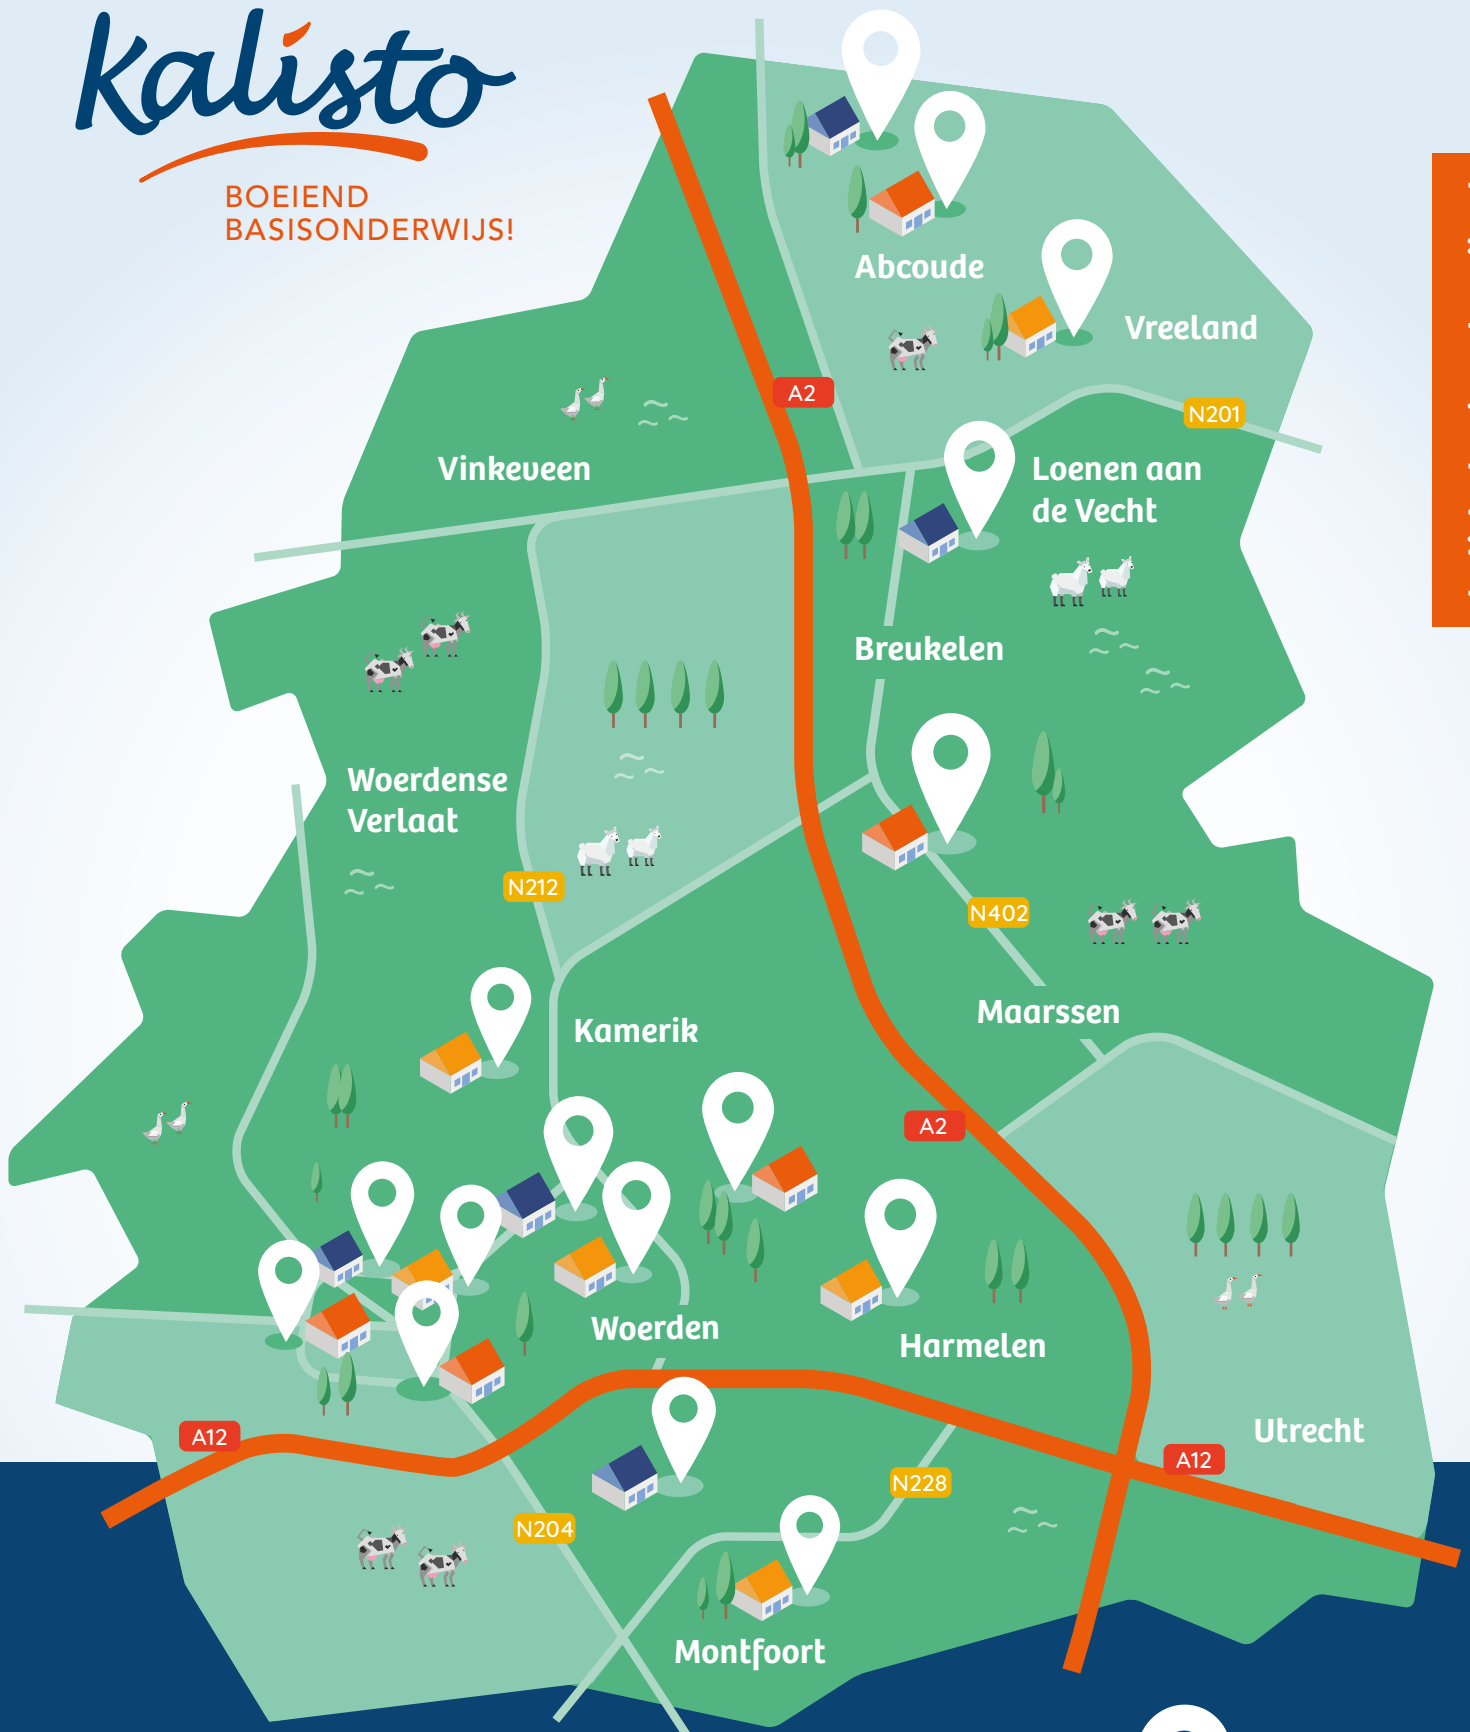 kalisto
BOEIEND
BASISONDERWIJS!
Abcoude
Vreeland
A2
N201
Vinkeveen
Loenen aan
de Vecht
Breukelen
Woerdense
Verlaat
N212
N402
Maarssen
Kamerik
A2
Woerden
Harmelen
A12
Utrecht
A12
N228
N204
Montfoort